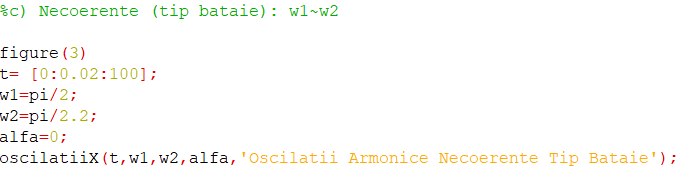 %c) Necoerente (tip bataie): w1~w2
figure(3)
t= [0:0.02:100];
w1=pi/2;
w2=pi/2.2;
alfa=0;
oscilatiiX(t,w1,w2,alfa,'Oscilatii Armonice Necoerente Tip Bataie');